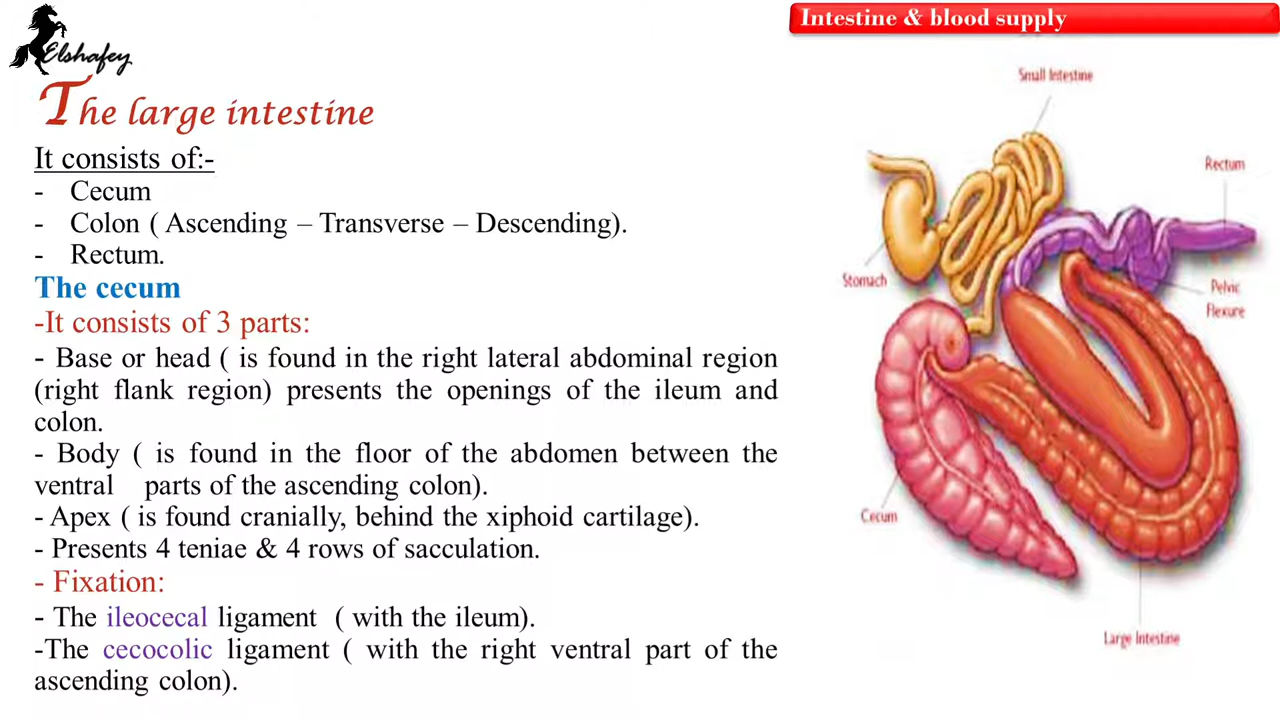 Elshafey
Intestine & blood supply
The large intestine
It consists of:-
- Cecum
- Colon ( Ascending – Transverse – Descending).
- Rectum.
The cecum
-It consists of 3 parts:
- Base or head ( is found in the right lateral abdominal region
(right flank region) presents the openings of the ileum and
colon.
- Body ( is found in the floor of the abdomen between the
ventral parts of the ascending colon).
- Apex ( is found cranially, behind the xiphoid cartilage).
- Presents 4 teniae & 4 rows of sacculation.
- Fixation:
- The ileocecal ligament ( with the ileum).
-The cecocolic ligament ( with the right ventral part of the
ascending colon).
Small Intestine
Rectum
Stomach
Pelvic
Flexure
Cecum
Large Intestine